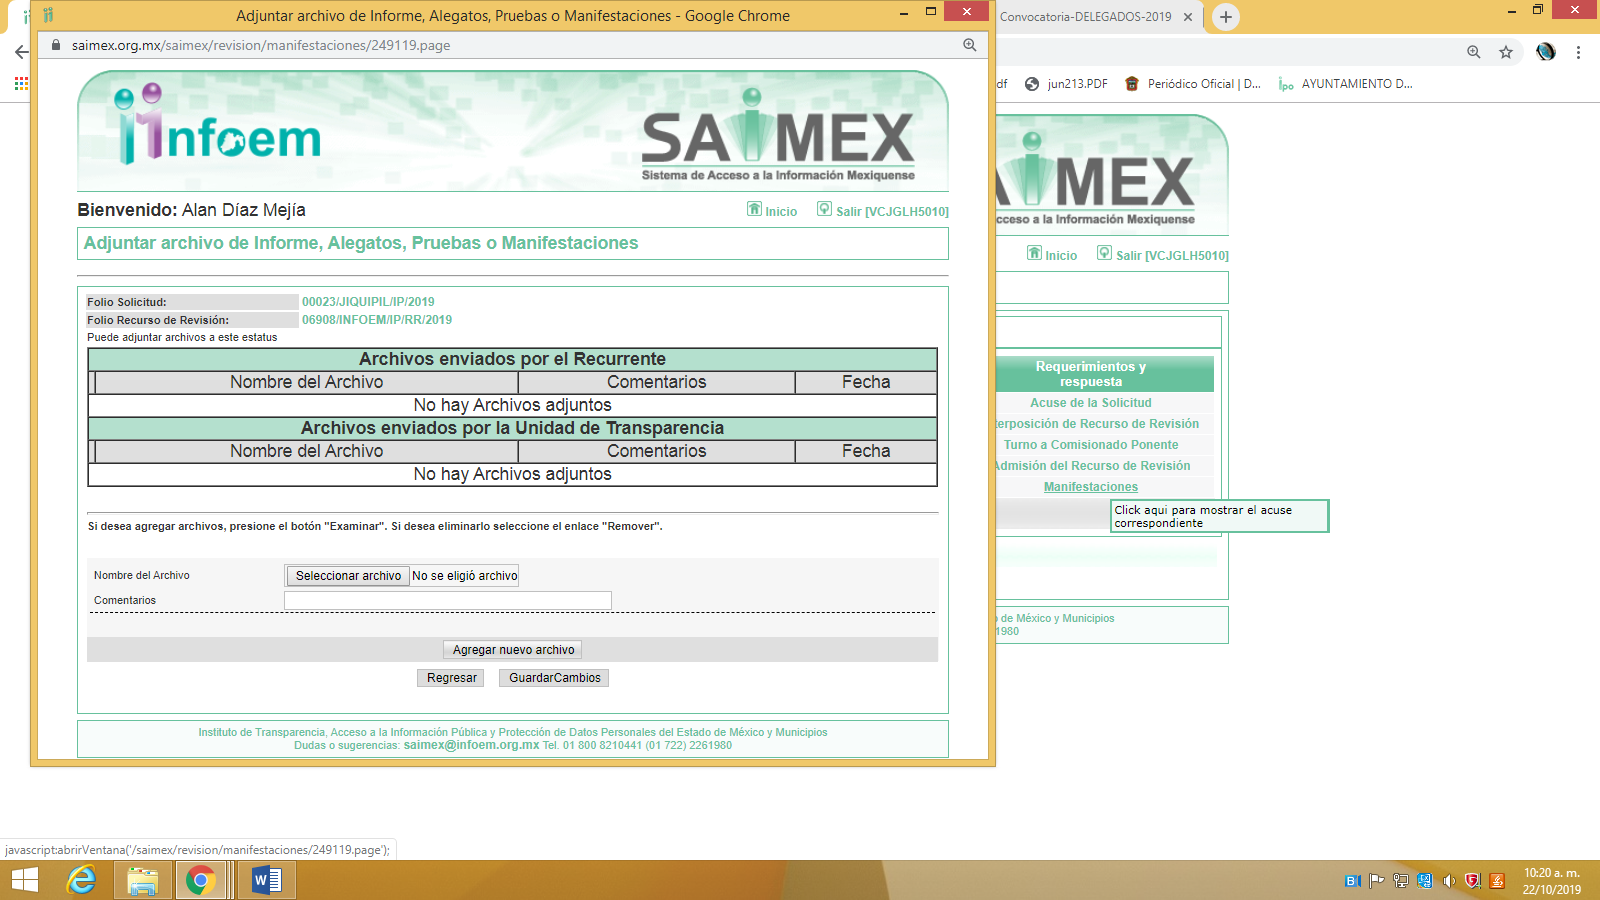 Adjuntar archivo de Informe, Alegatos, Pruebas o Manifestaciones - Google Chrome
Convocatoria-DELEGADOS-2019
saimex.org.mx/saimex/revision/manifestaciones/249119.page
df
jun213.PDF
Periódico Oficial | D...
ipo
AYUNTAMIENTO D...
infoem
SAIMEX
Sistema de Acceso a la Información Mexiquense
AIMEX
cceso a la Información Mexiquense
Bienvenido: Alan Díaz Mejía
Inicio
Salir [VCJGLH5010]
Inicio
Salir [VCJGLH5010]
Adjuntar archivo de Informe, Alegatos, Pruebas o Manifestaciones
Folio Solicitud: 00023/JIQUIPIL/IP/2019
Folio Recurso de Revisión: 06908/INFOEM/IP/RR/2019
Puede adjuntar archivos a este estatus
Archivos enviados por el Recurrente
Nombre del Archivo Comentarios Fecha
No hay Archivos adjuntos
Archivos enviados por la Unidad de Transparencia
Nombre del Archivo Comentarios Fecha
No hay Archivos adjuntos
Requerimientos y
respuesta
Acuse de la Solicitud
terposición de Recurso de Revisión
Turno a Comisionado Ponente
Admisión del Recurso de Revisión
Manifestaciones
Click aqui para mostrar el acuse
correspondiente
Si desea agregar archivos, presione el botón "Examinar". Si desea eliminarlo seleccione el enlace "Remover".
Nombre del Archivo Seleccionar archivo No se eligió archivo
Comentarios
Agregar nuevo archivo
Regresar GuardarCambios
Instituto de Transparencia, Acceso a la Información Pública y Protección de Datos Personales del Estado de México y Municipios
Dudas o sugerencias: saimex@infoem.org.mx Tel. 01 800 8210441 (01 722) 2261980
o de México y Municipios
1980
javascript:abrirVentana('/saimex/revision/manifestaciones/249119.page');
10:20 a. m.
22/10/2019